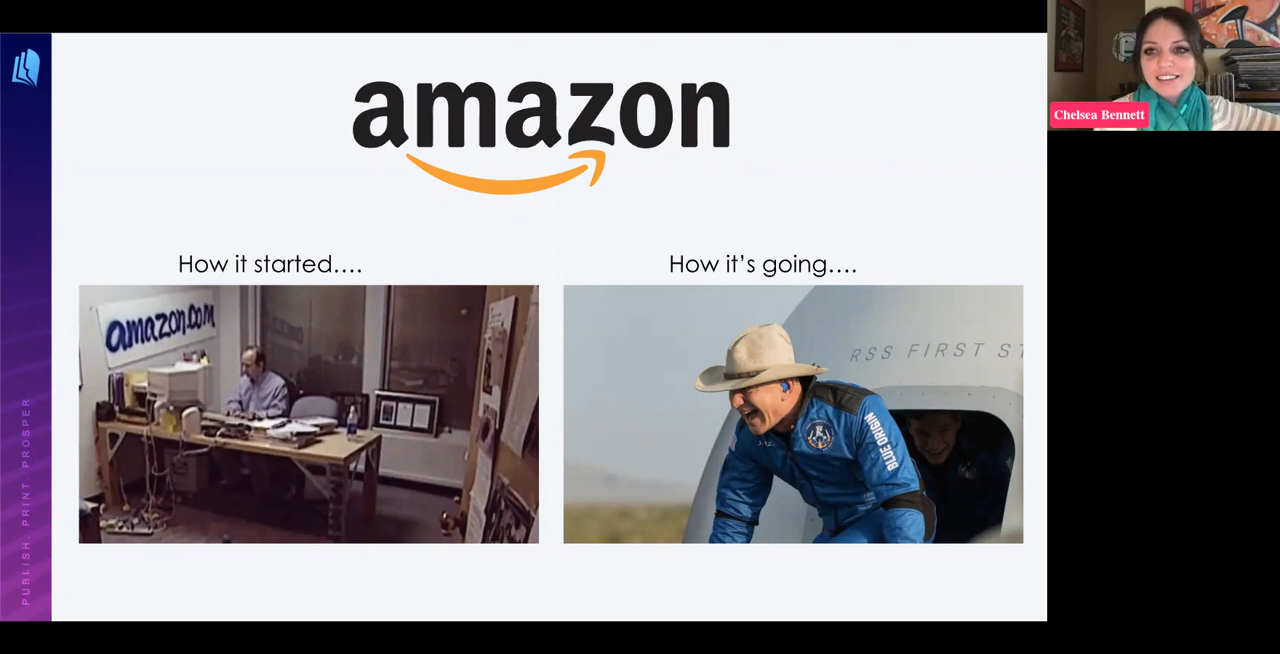 amazon
Chelsea Bennett
How it started....
How it’s going....
amazon.com
RSS FIRST ST
BLUE ORIGIN
PUBLISH, PRINT PROSPER